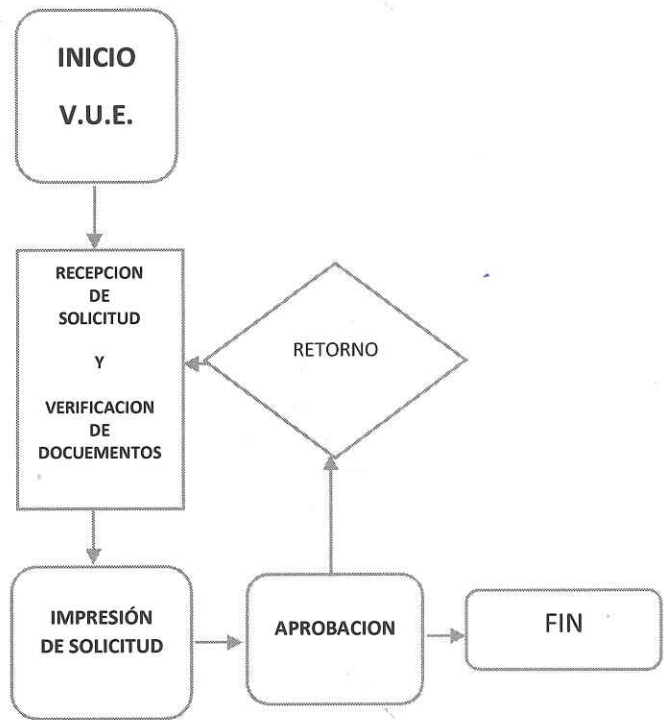 INICIO
V.U.E.
RECEPCION
DE
SOLICITUD
Y
VERIFICACION
DE
DOCUEMENTOS
RETORNO
IMPRESIÓN
DE SOLICITUD
APROBACION
FIN